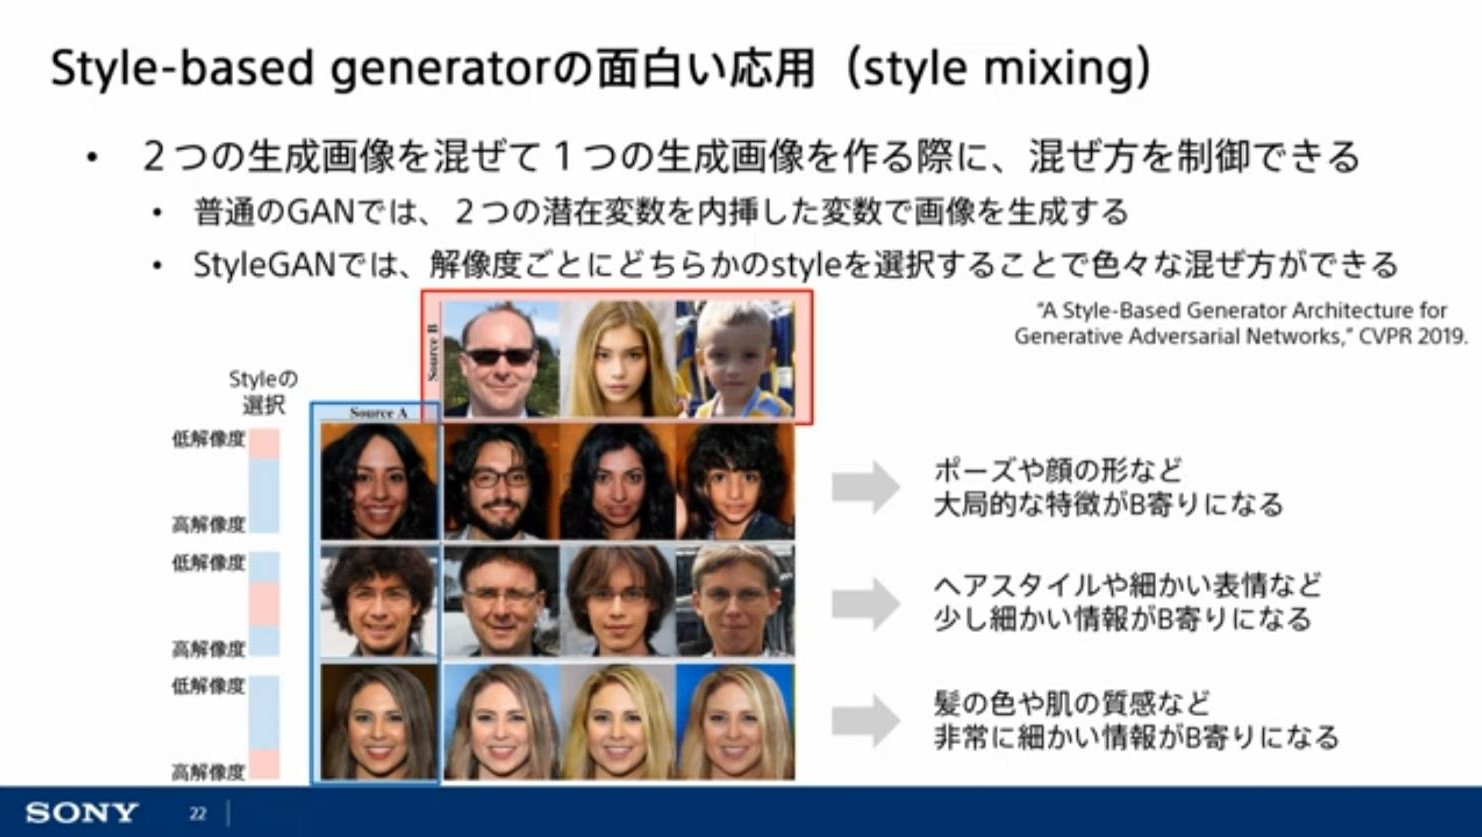 Style-based generatorの面白い応用（style mixing）
• ２つの生成画像を混ぜて１つの生成画像を作る際に、混ぜ方を制御できる
• 普通のGANでは、２つの潜在変数を内挿した変数で画像を生成する
• StyleGANでは、解像度ごとにどちらかのstyleを選択することで色々な混ぜ方ができる
“A Style-Based Generator Architecture for
Generative Adversarial Networks,” CVPR 2019.
Source B
Styleの
選択
Source A
低解像度
高解像度
ポーズや顔の形など
大局的な特徴がB寄りになる
低解像度
高解像度
ヘアスタイルや細かい表情など
少し細かい情報がB寄りになる
低解像度
高解像度
髪の色や肌の質感など
非常に細かい情報がB寄りになる
SONY 22